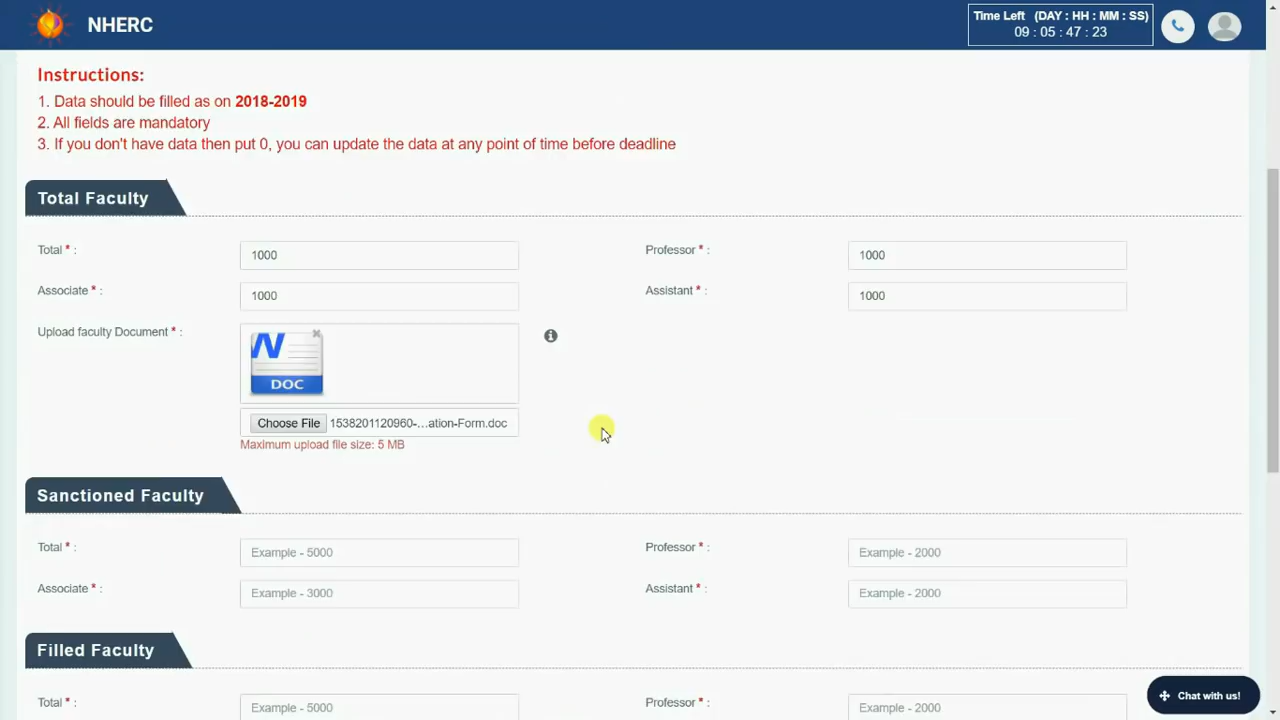 NHERC
Time Left (DAY : HH : MM : SS)
09 : 05 : 47 : 23
Instructions:
1. Data should be filled as on 2018-2019
2. All fields are mandatory
3. If you don't have data then put 0, you can update the data at any point of time before deadline
Total Faculty
Total * : 1000 Professor * : 1000
Associate * : 1000 Assistant * : 1000
Upload faculty Document * :
W
DOC
Choose File 1538201120960-...ation-Form.doc
Maximum upload file size: 5 MB
Sanctioned Faculty
Total * : Example - 5000 Professor * : Example - 2000
Associate * : Example - 3000 Assistant * : Example - 2000
Filled Faculty
Total * : Example - 5000 Professor * : Example - 2000
Chat with us!